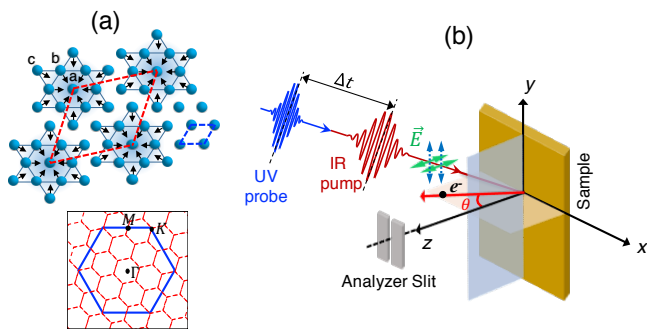 (a)
c b
a
M
K
Γ
(b)
Δt
y
E⃗
UV
probe
IR
pump
e-
θ
Sample
z
x
Analyzer Slit